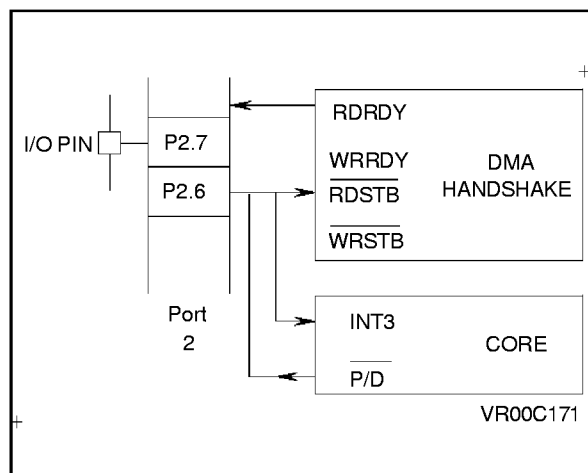 RDRDY
I/O PIN
P2.7
WRRDY
DMA
HANDSHAKE
P2.6
RDSTB
WRSTB
Port
2
INT3
CORE
P/D
VR00C171